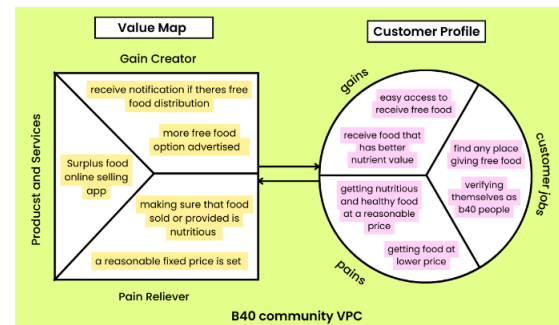 Value Map
Customer Profile
Gain Creator
receive notification if theres free
food distribution
more free food
option advertised
Producst and Services
Surplus food
online selling
app
making sure that food
sold or provided is
nutritious
a reasonable fixed price is set
Pain Reliever
gains
easy access to
receive free food
receive food that
has better
nutrient value
customer jobs
find any place
giving free food
verifying
themselves as
b40 people
getting nutritious
and healthy food
at a reasonable
price
getting food at
lower price
pains
B40 community VPC